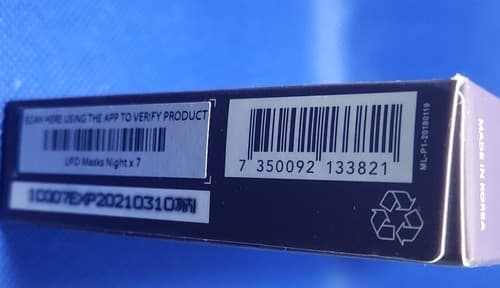 SCAN HERE USING THE APP TO VERIFY PRODUCT
UFO Masks Night x 7
7 350092 133821
ML-P1-20180119
MADE IN KOREA